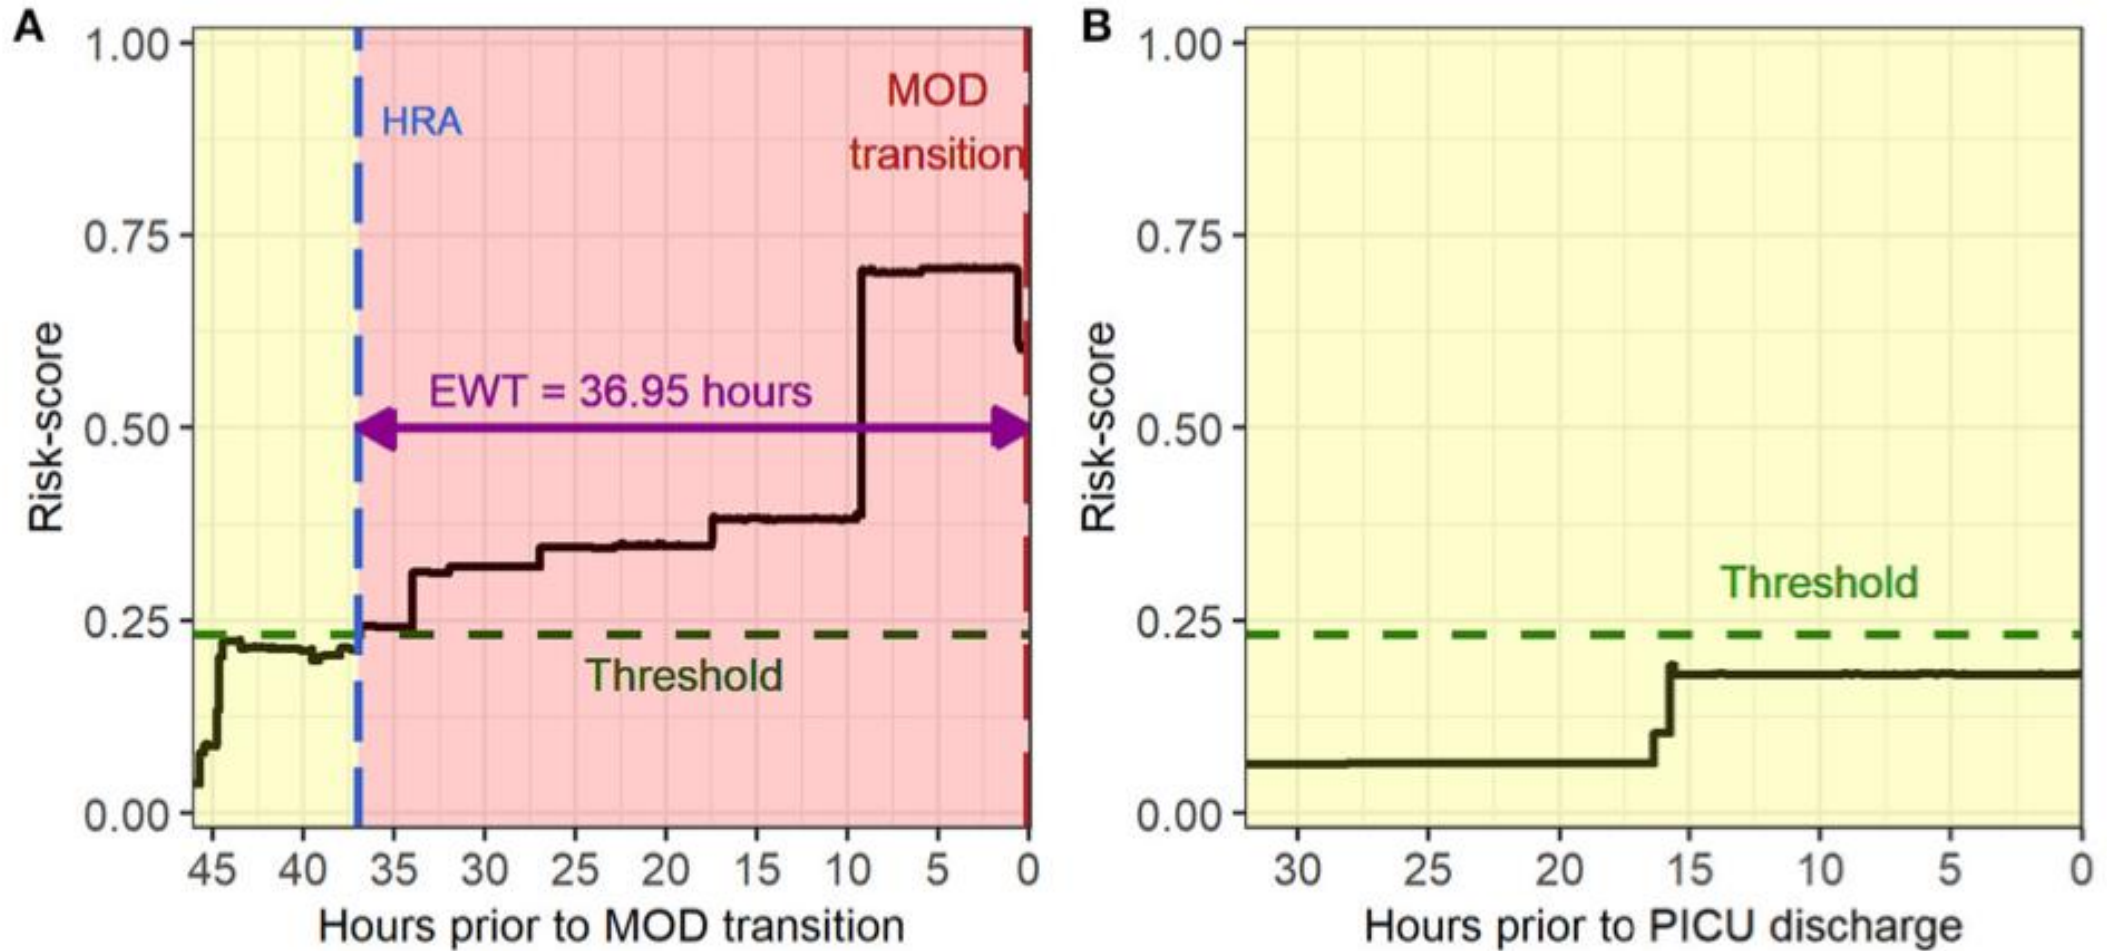 A
1.00
0.75
0.50
0.25
0.00
Risk-score
HRA
MOD
transition
EWT = 36.95 hours
Threshold
45 40 35 30 25 20 15 10 5 0
Hours prior to MOD transition
B
1.00
0.75
0.50
0.25
0.00
Risk-score
Threshold
30 25 20 15 10 5 0
Hours prior to PICU discharge